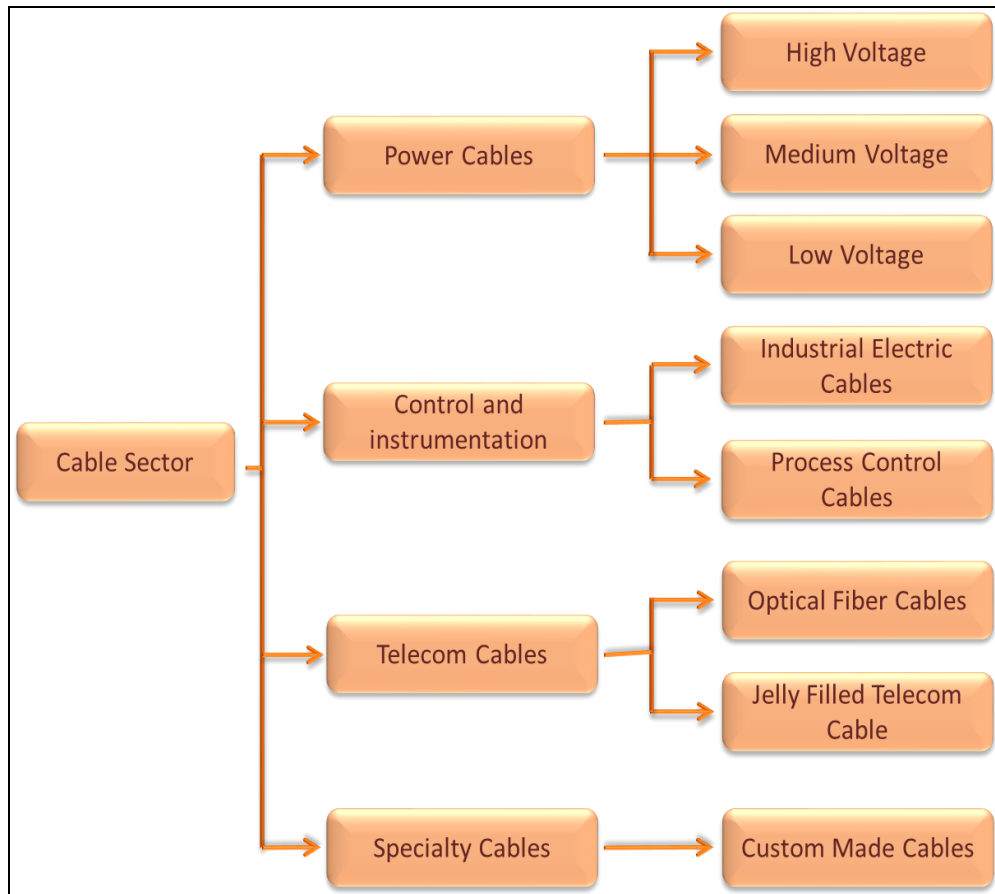 Cable Sector
Power Cables
High Voltage
Medium Voltage
Low Voltage
Control and
instrumentation
Industrial Electric
Cables
Process Control
Cables
Telecom Cables
Optical Fiber Cables
Jelly Filled Telecom
Cable
Specialty Cables
Custom Made Cables